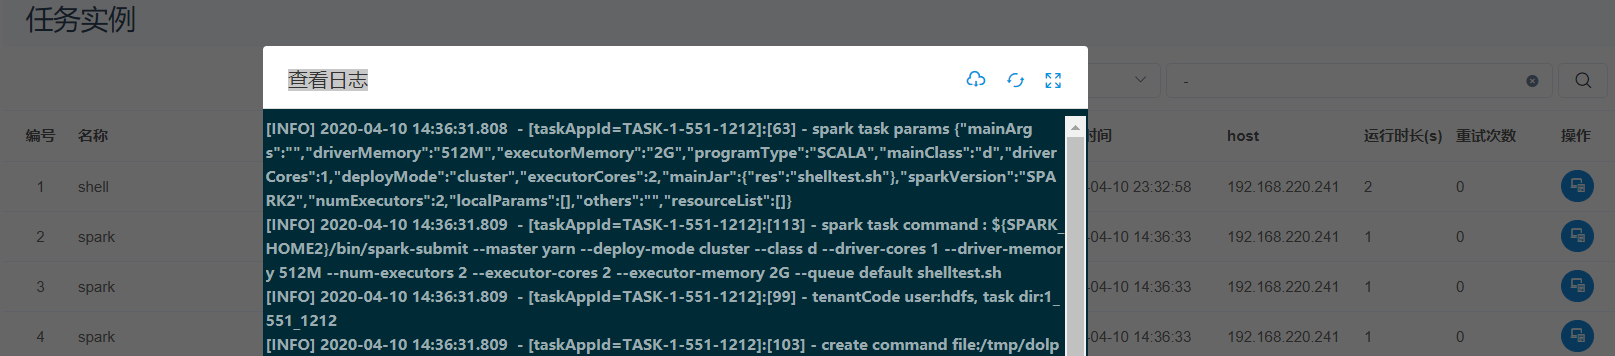 任务实例
查看日志
-
编号 名称 时间 host 运行时长(s) 重试次数 操作
1 shell -04-10 23:32:58 192.168.220.241 2 0
2 spark -04-10 14:36:33 192.168.220.241 1 0
3 spark -04-10 14:36:33 192.168.220.241 1 0
4 spark -04-10 14:36:33 192.168.220.241 1 0
[INFO] 2020-04-10 14:36:31.808 - [taskAppId=TASK-1-551-1212]:[63] - spark task params {"mainArg
s":"","driverMemory":"512M","executorMemory":"2G","programType":"SCALA","mainClass":"d","driver
Cores":1,"deployMode":"cluster","executorCores":2,"mainJar":{"res":"shelltest.sh"},"sparkVersion":"SPA
RK2","numExecutors":2,"localParams":[],"others":"","resourceList":[]}
[INFO] 2020-04-10 14:36:31.809 - [taskAppId=TASK-1-551-1212]:[113] - spark task command : ${SPARK_
HOME2}/bin/spark-submit --master yarn --deploy-mode cluster --class d --driver-cores 1 --driver-memor
y 512M --num-executors 2 --executor-cores 2 --executor-memory 2G --queue default shelltest.sh
[INFO] 2020-04-10 14:36:31.809 - [taskAppId=TASK-1-551-1212]:[99] - tenantCode user:hdfs, task dir:1_
551_1212
[INFO] 2020-04-10 14:36:31.809 - [taskAppId=TASK-1-551-1212]:[103] - create command file:/tmp/dolp